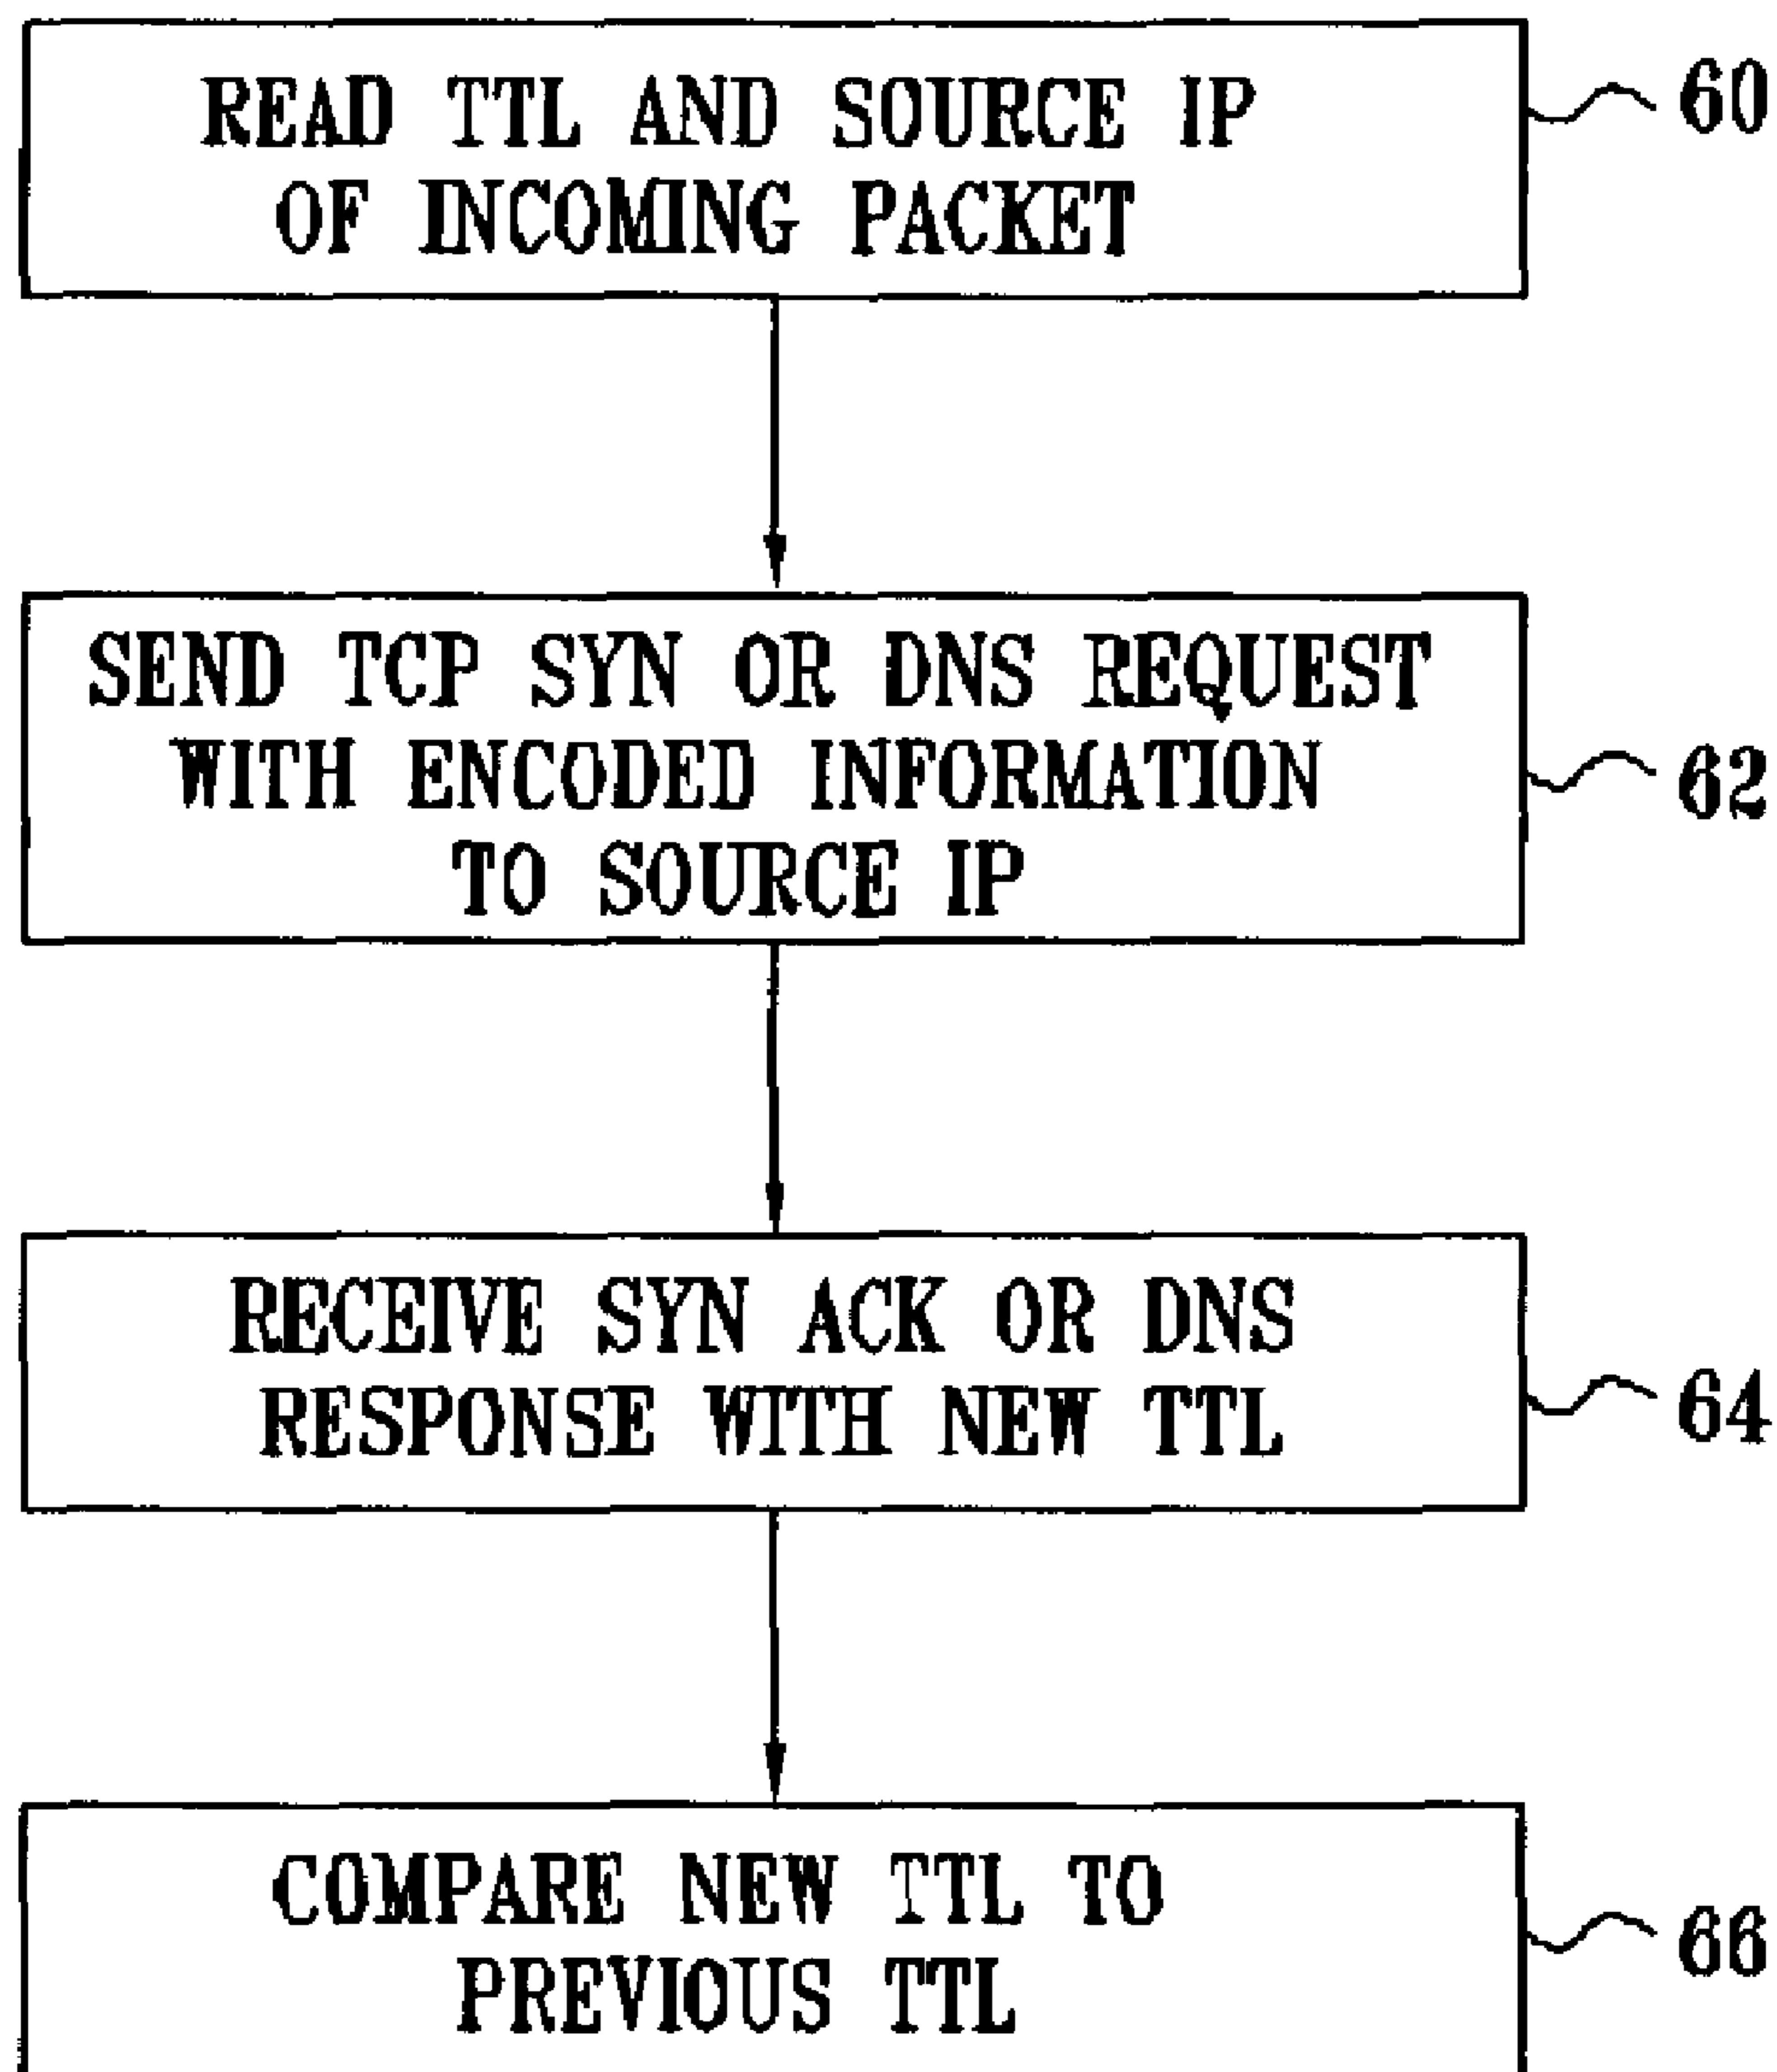 READ TTL AND SOURCE IP
OF INCOMING PACKET
60
SEND TCP SYN OR DNS REQUEST
WITH ENCODED INFORMATION
TO SOURCE IP
62
RECEIVE SYN ACK OR DNS
RESPONSE WITH NEW TTL
64
COMPARE NEW TTL TO
PREVIOUS TTL
66